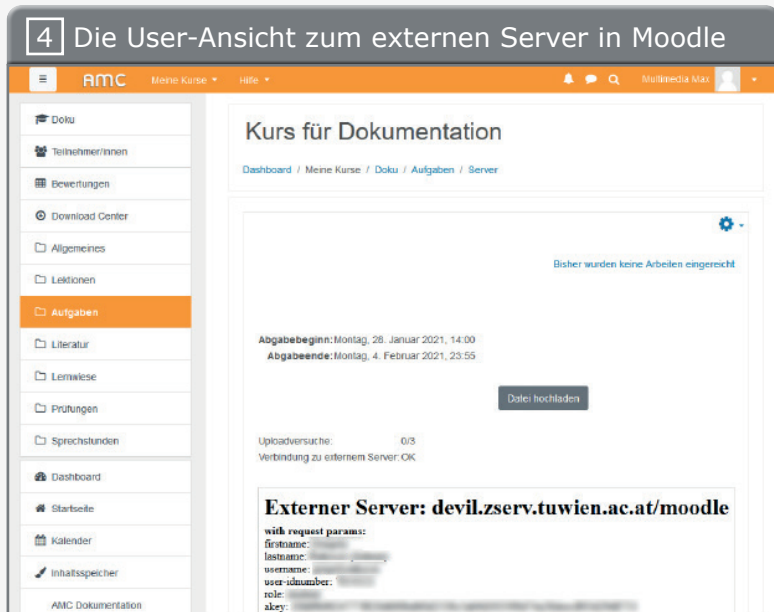 4 Die User-Ansicht zum externen Server in Moodle
AMC Meine Kurse Hilfe Multimedia Max
Doku
Teilnehmer/innen
Bewertungen
Download Center
Allgemeines
Lektionen
Aufgaben
Literatur
Lernwiese
Prüfungen
Sprechstunden
Dashboard
Startseite
Kalender
Inhaltsspeicher
AMC Dokumentation
Kurs für Dokumentation
Dashboard / Meine Kurse / Doku / Aufgaben / Server
Bisher wurden keine Arbeiten eingereicht
Abgabebeginn: Montag, 28. Januar 2021, 14:00
Abgabeende: Montag, 4. Februar 2021, 23:55
Datei hochladen
Uploadversuche: 0/3
Verbindung zu externem Server: OK
Externer Server: devil.zserv.tuwien.ac.at/moodle
with request params:
firstname:
lastname:
username:
user-idnumber:
role:
akey: